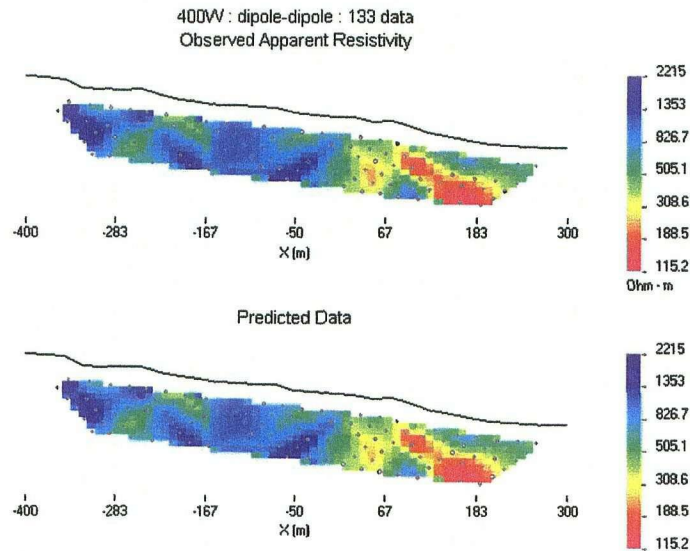 400W : dipole-dipole : 133 data
Observed Apparent Resistivity
2215
1353
826.7
505.1
308.6
188.5
115.2
Ohm - m
-400 -283 -167 -50 67 183 300
X (m)
Predicted Data
2215
1353
826.7
505.1
308.6
188.5
115.2
-400 -283 -167 -50 67 183 300
X (m)